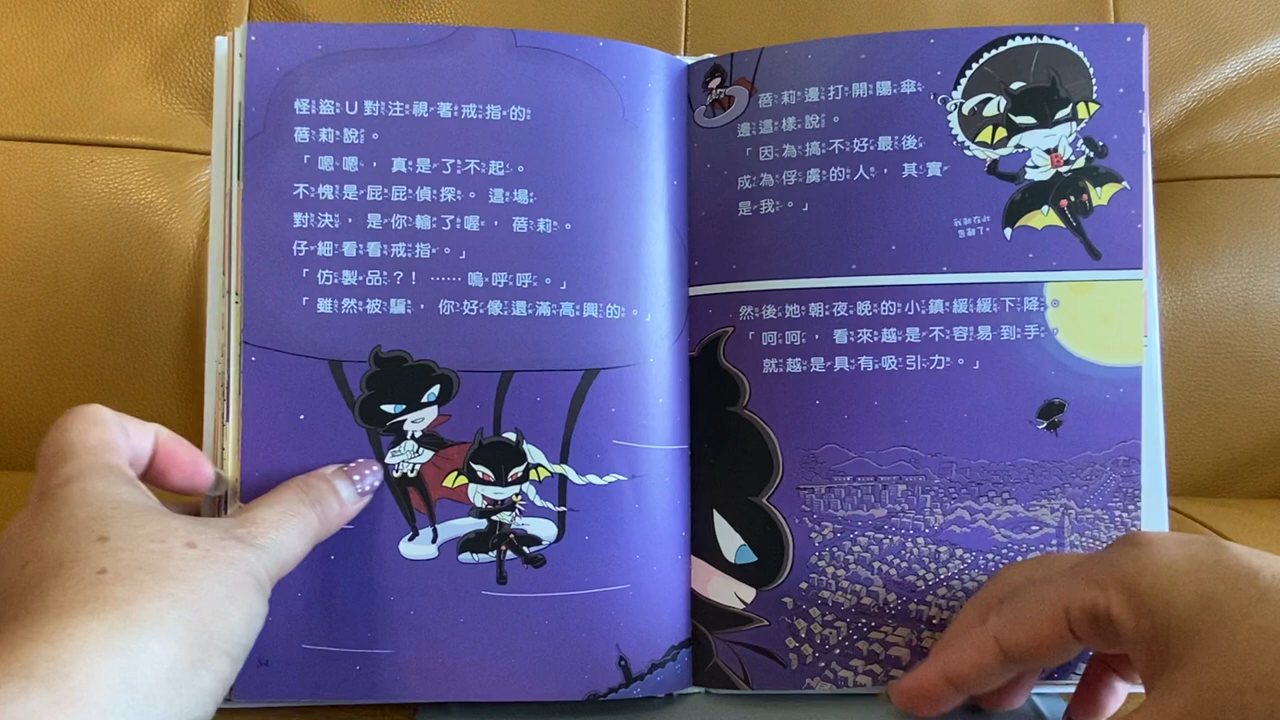 怪盜U對注視著戒指的
蓓莉說。
「嗯嗯，真是了不起。
不愧是屁屁偵探。這場
對決，是你輸了喔，蓓莉。
仔細看看戒指。」
「仿製品？！……嗚呼呼。」
「雖然被騙，你好像還滿高興的。」
54
蓓莉邊打開陽傘
邊這樣說。
「因為搞不好最後
成為俘虜的人，其實
是我。」
B
然後她朝夜晚的小鎮緩緩下降。
「呵呵，看來越是不容易到手，
就越是具有吸引力。」